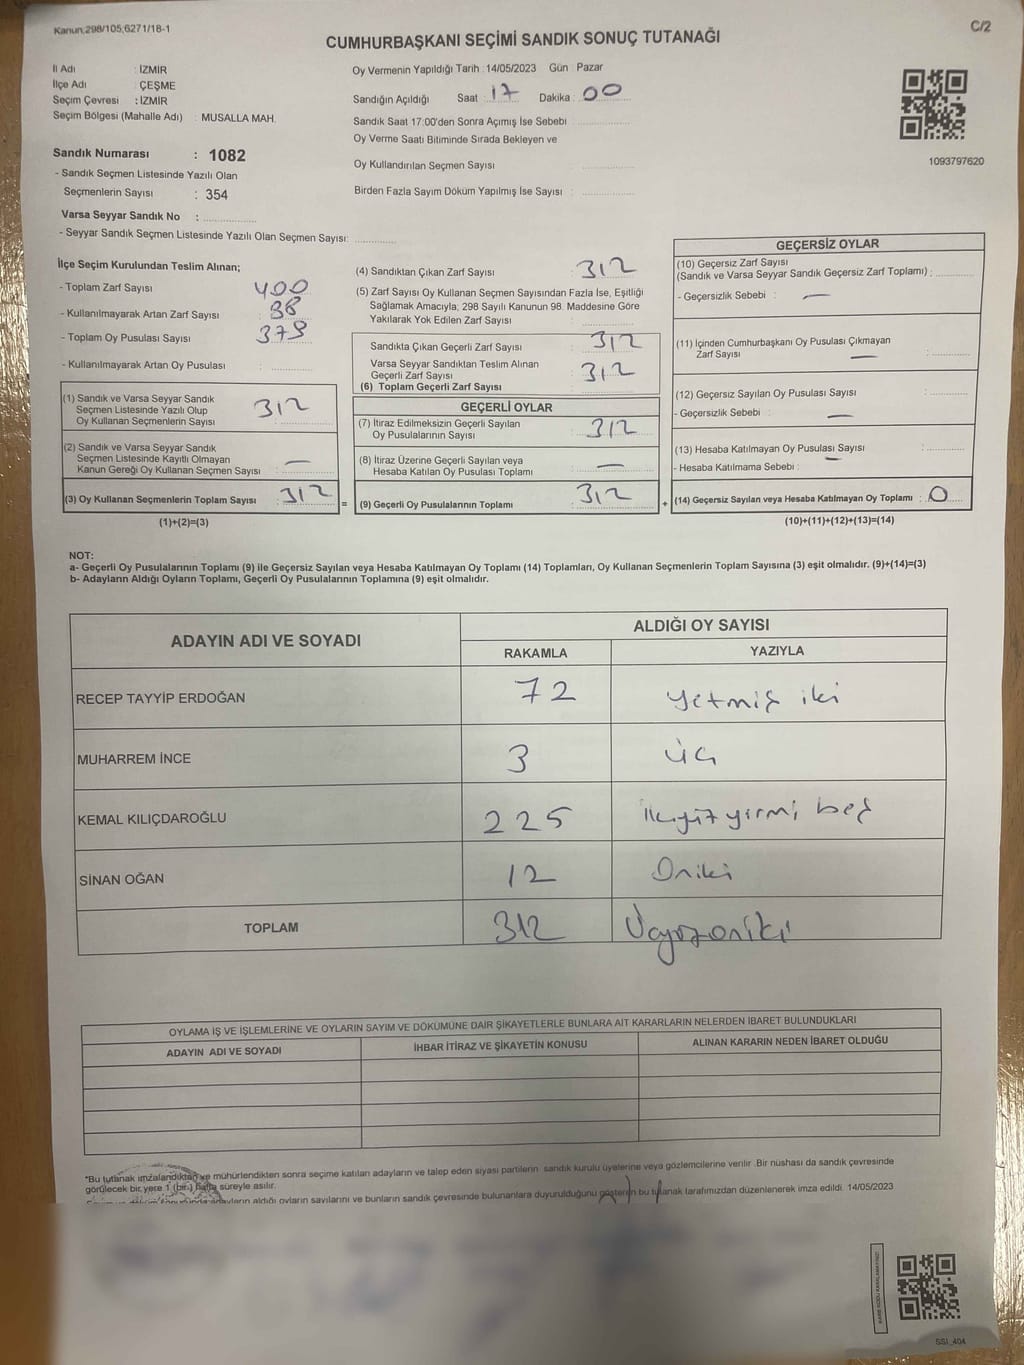 Kanun;298/105;6271/18-1
C/2
CUMHURBAŞKANI SEÇİMİ SANDIK SONUÇ TUTANAĞI
İl Adı : İZMİR
İlçe Adı : ÇEŞME
Seçim Çevresi : İZMİR
Seçim Bölgesi (Mahalle Adı) : MUSALLA MAH.
Sandık Numarası : 1082
- Sandık Seçmen Listesinde Yazılı Olan
Seçmenlerin Sayısı : 354
Varsa Seyyar Sandık No :
- Seyyar Sandık Seçmen Listesinde Yazılı Olan Seçmen Sayısı:
Oy Vermenin Yapıldığı Tarih : 14/05/2023 Gün : Pazar
Sandığın Açıldığı Saat : 17 Dakika : 00
Sandık Saat 17:00'den Sonra Açımış İse Sebebi :
Oy Verme Saati Bitiminde Sırada Bekleyen ve
Oy Kullandırılan Seçmen Sayısı
Birden Fazla Sayım Döküm Yapılmış İse Sayısı :
1093797620
İlçe Seçim Kurulundan Teslim Alınan;
- Toplam Zarf Sayısı : 400
- Kullanılmayarak Artan Zarf Sayısı : 88
- Toplam Oy Pusulası Sayısı :
- Kullanılmayarak Artan Oy Pusulası :
(1) Sandık ve Varsa Seyyar Sandık
Seçmen Listesinde Yazılı Olup
Oy Kullanan Seçmenlerin Sayısı : 312
(2) Sandık ve Varsa Seyyar Sandık
Seçmen Listesinde Kayıtlı Olmayan
Kanun Gereği Oy Kullanan Seçmen Sayısı : —
(3) Oy Kullanan Seçmenlerin Toplam Sayısı : 312
(1)+(2)=(3)
(4) Sandıktan Çıkan Zarf Sayısı : 312
(5) Zarf Sayısı Oy Kullanan Seçmen Sayısından Fazla İse, Eşitliği
Sağlamak Amacıyla; 298 Sayılı Kanunun 98. Maddesine Göre
Yakılarak Yok Edilen Zarf Sayısı :
Sandıkta Çıkan Geçerli Zarf Sayısı : 312
Varsa Seyyar Sandıktan Teslim Alınan
Geçerli Zarf Sayısı : 312
(6) Toplam Geçerli Zarf Sayısı :
GEÇERLİ OYLAR
(7) İtiraz Edilmeksizin Geçerli Sayılan
Oy Pusulalarının Sayısı : 312
(8) İtiraz Üzerine Geçerli Sayılan veya
Hesaba Katılan Oy Pusulası Toplamı : —
= (9) Geçerli Oy Pusulalarının Toplamı : 312
GEÇERSİZ OYLAR
(10) Geçersiz Zarf Sayısı
(Sandık ve Varsa Seyyar Sandık Geçersiz Zarf Toplamı) :
- Geçersizlik Sebebi : —
(11) İçinden Cumhurbaşkanı Oy Pusulası Çıkmayan
Zarf Sayısı — :
(12) Geçersiz Sayılan Oy Pusulası Sayısı :
- Geçersizlik Sebebi : —
(13) Hesaba Katılmayan Oy Pusulası Sayısı :
- Hesaba Katılmama Sebebi : —
+ (14) Geçersiz Sayılan veya Hesaba Katılmayan Oy Toplamı : 0
(10)+(11)+(12)+(13)=(14)
NOT:
a- Geçerli Oy Pusulalarının Toplamı (9) ile Geçersiz Sayılan veya Hesaba Katılmayan Oy Toplamı (14) Toplamları, Oy Kullanan Seçmenlerin Toplam Sayısına (3) eşit olmalıdır. (9)+(14)=(3)
b- Adayların Aldığı Oyların Toplamı, Geçerli Oy Pusulalarının Toplamına (9) eşit olmalıdır.
ADAYIN ADI VE SOYADI
ALDIĞI OY SAYISI
RAKAMLA YAZIYLA
RECEP TAYYİP ERDOĞAN 72 Yetmiş iki
MUHARREM İNCE 3 üç
KEMAL KILIÇDAROĞLU 225 ikiyüz yirmi beş
SİNAN OĞAN 12 Oniki
TOPLAM 312 Üçyüzoniki
OYLAMA İŞ VE İŞLEMLERİNE VE OYLARIN SAYIM VE DÖKÜMÜNE DAİR ŞİKAYETLERLE BUNLARA AİT KARARLARIN NELERDEN İBARET BULUNDUKLARI
ADAYIN ADI VE SOYADI İHBAR İTİRAZ VE ŞİKAYETİN KONUSU ALINAN KARARIN NEDEN İBARET OLDUĞU
*Bu tutanak imzalandıktan ve mühürlendikten sonra seçime katılan adayların ve talep eden siyasi partilerin sandık kurulu üyelerine veya gözlemcilerine verilir. Bir nüshası da sandık çevresinde
görülecek bir yere 1 (bir) hafta süreyle asılır.
adayların aldığı oyların sayılarını ve bunların sandık çevresinde bulunanlara duyurulduğunu gösteren bu tutanak tarafımızdan düzenlenerek imza edildi. 14/05/2023
SSI_404